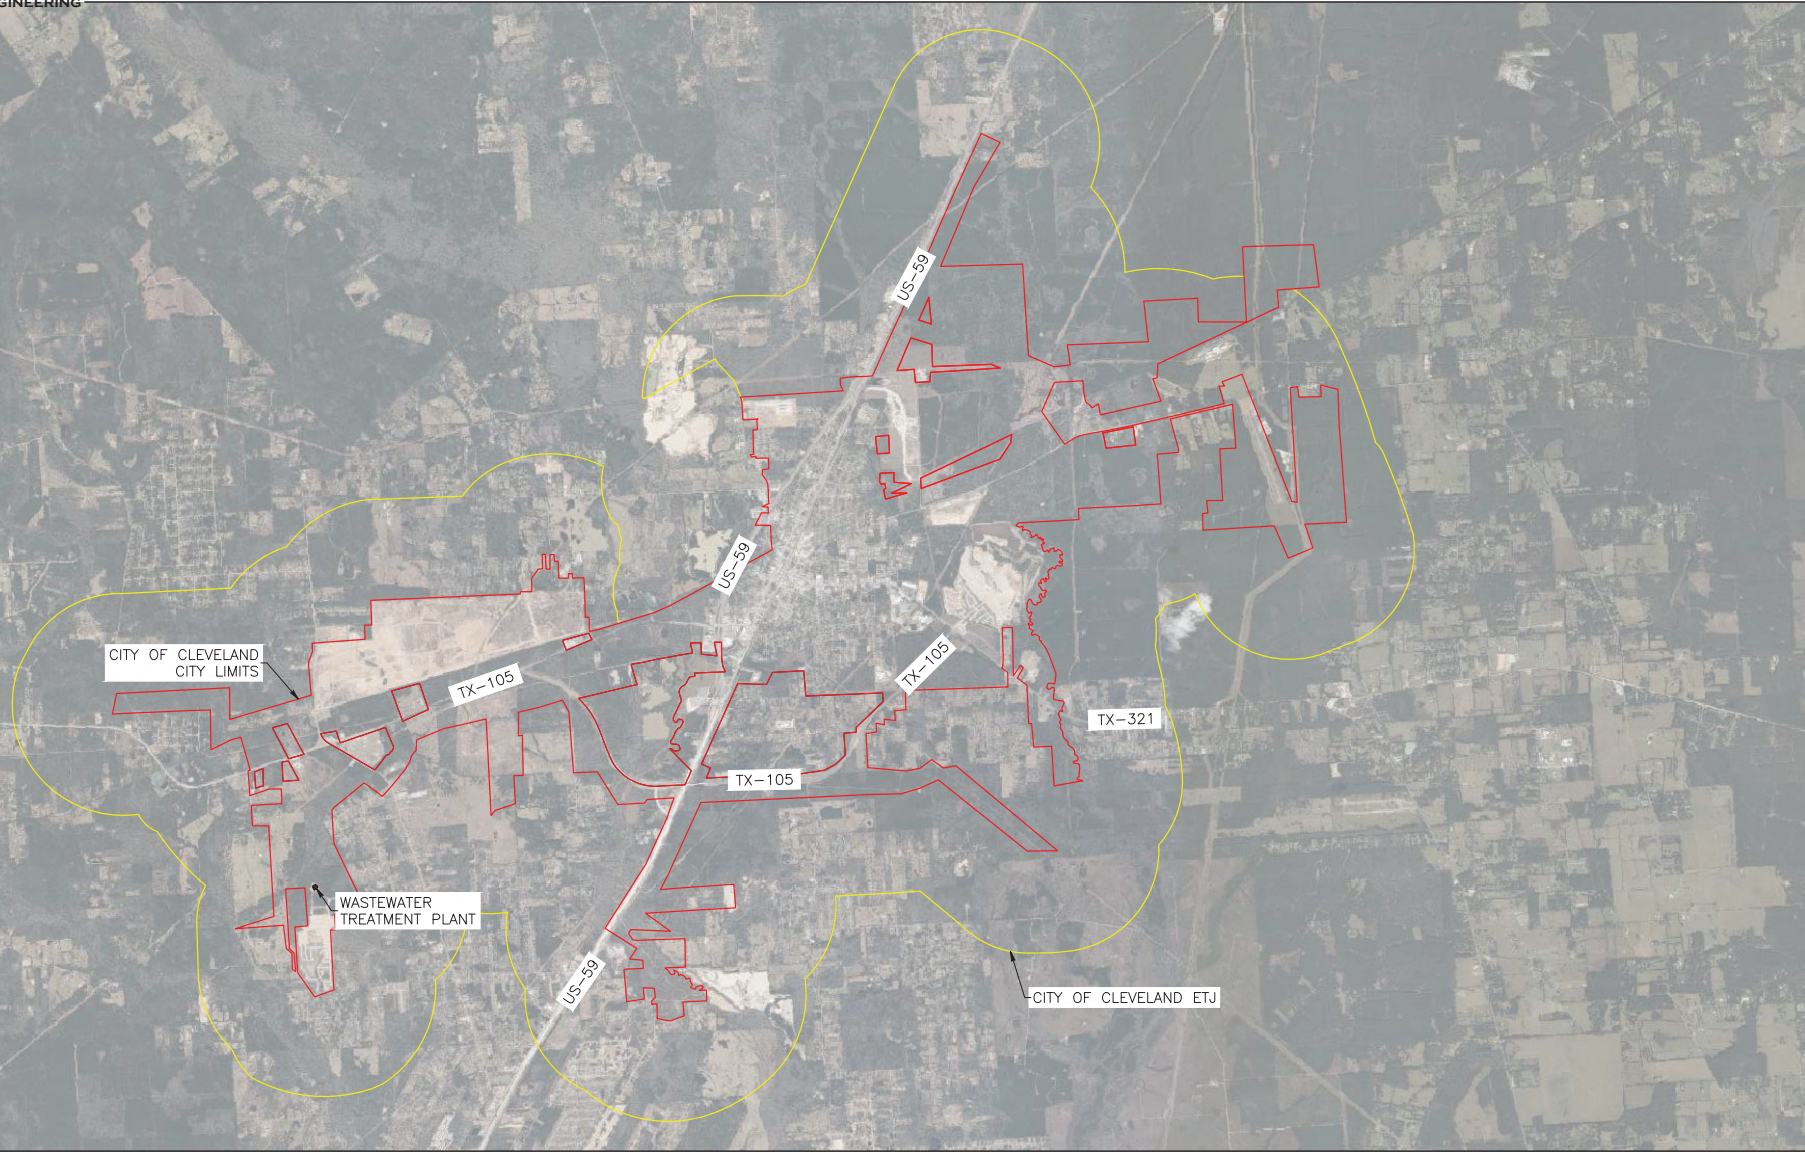 GINEERING
US-59
US-59
CITY OF CLEVELAND
CITY LIMITS
TX-105
TX-105
TX-321
TX-105
WASTEWATER
TREATMENT PLANT
US-59
CITY OF CLEVELAND ETJ